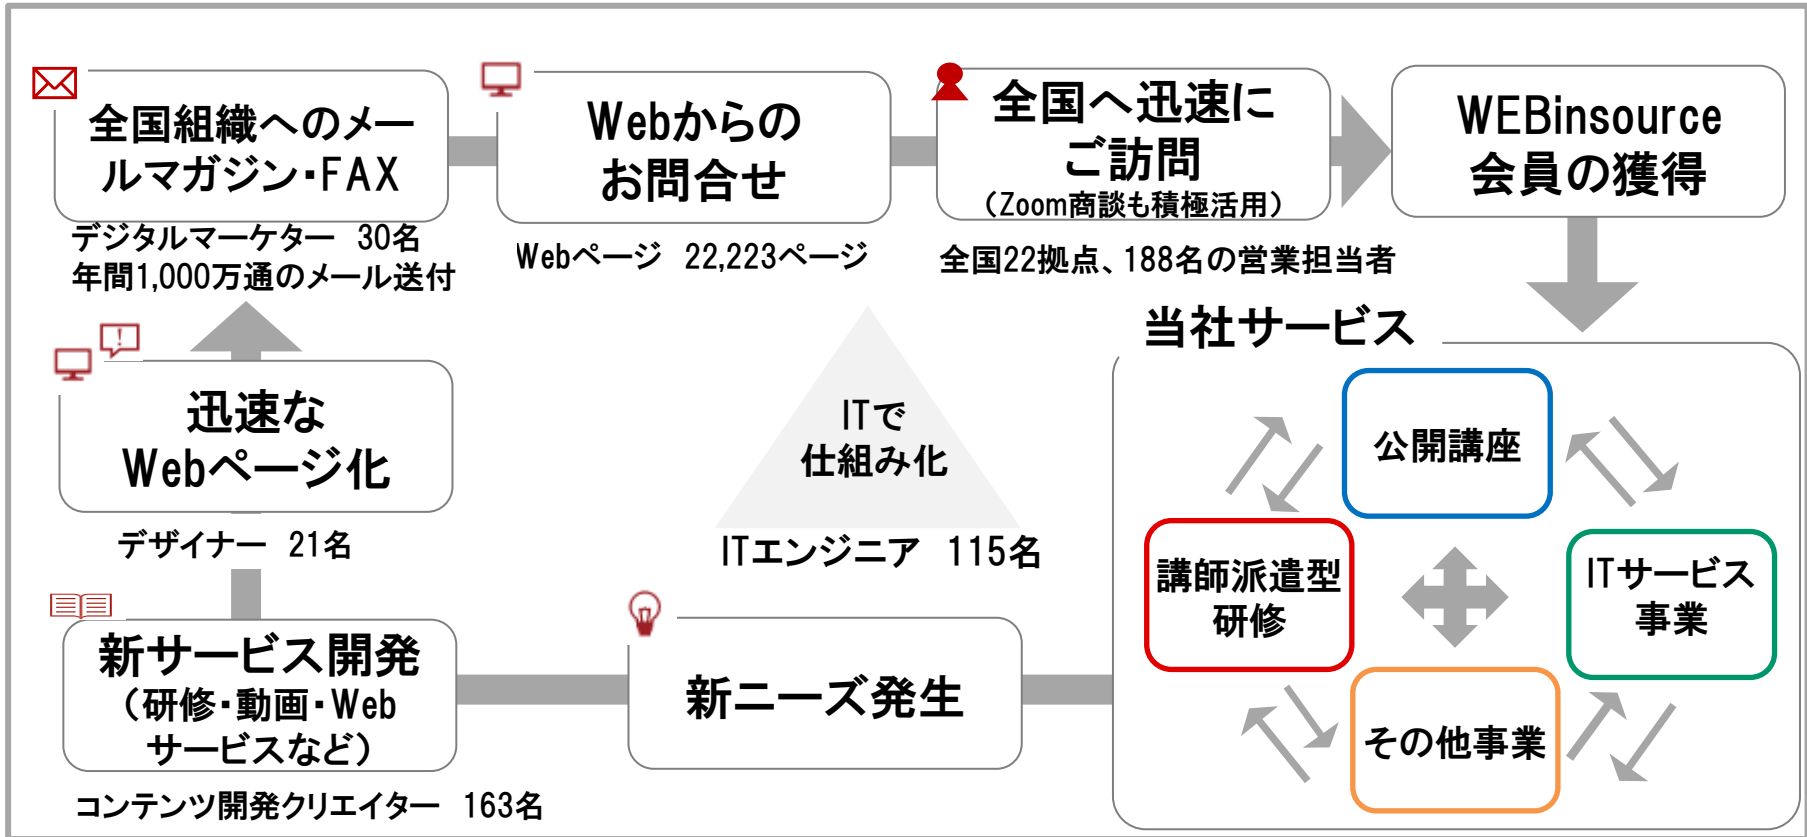 全国組織へのメー
ルマガジン・FAX
デジタルマーケター　30名
年間1,000万通のメール送付
Webからの
お問合せ
Webページ　22,223ページ
全国へ迅速に
ご訪問
（Zoom商談も積極活用）
全国22拠点、188名の営業担当者
WEBinsource
会員の獲得
当社サービス
公開講座
講師派遣型
研修
ITサービス
事業
その他事業
新ニーズ発生
新サービス開発
（研修・動画・Web
サービスなど）
コンテンツ開発クリエイター　163名
迅速な
Webページ化
デザイナー　21名
ITで
仕組み化
ITエンジニア　115名